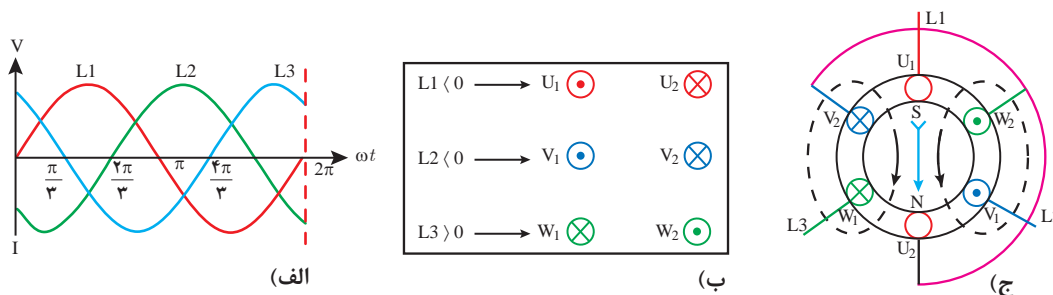 V
L1 L2 L3
π/۳ ۲π/۳ π ۴π/۳ ۲π ωt
I
الف)
L1 ⟨ 0 U₁ U₂
L2 ⟨ 0 V₁ V₂
L3 ⟩ 0 W₁ W₂
ب)
L1
U₁
V₂ S W₂
N
L3 W₁ V₁ L
U₂
ج)